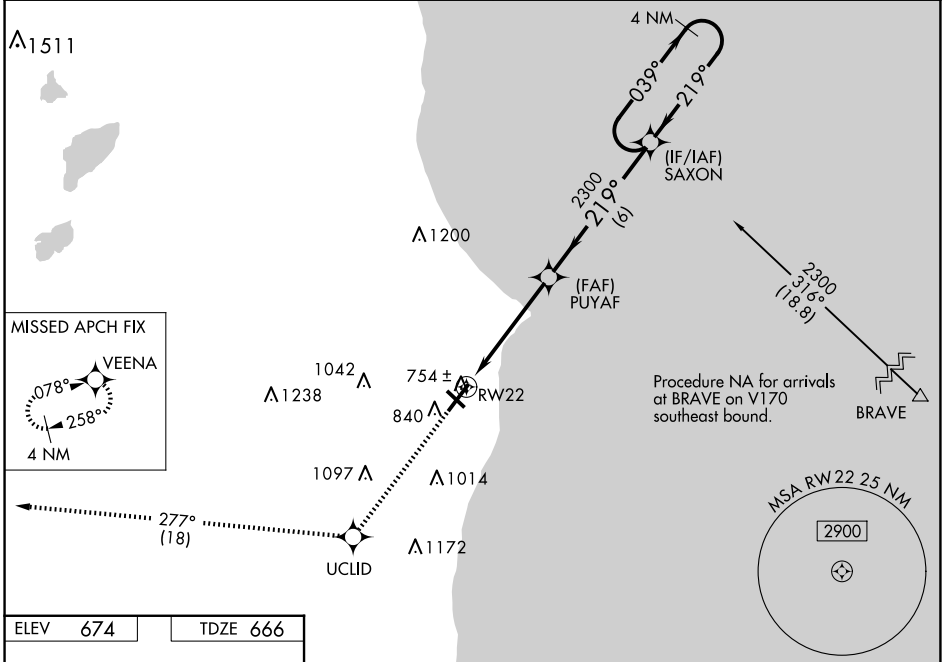 1511
4 NM
039°
219°
(IF/IAF)
SAXON
2300
219°
(6)
1200
(FAF)
PUYAF
2300
316°
(18.8)
BRAVE
MISSED APCH FIX
VEENA
078°
258°
4 NM
1042
1238
754 ±
RW22
840
Procedure NA for arrivals
at BRAVE on V170
southeast bound.
1097
1014
277°
(18)
UCLID
1172
MSA RW 22 25 NM
2900
ELEV 674
TDZE 666